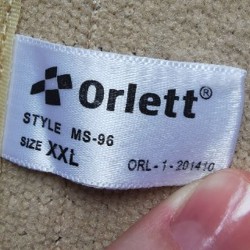 Orlett®
STYLE MS-96
SIZE XXL
ORL-1-201410